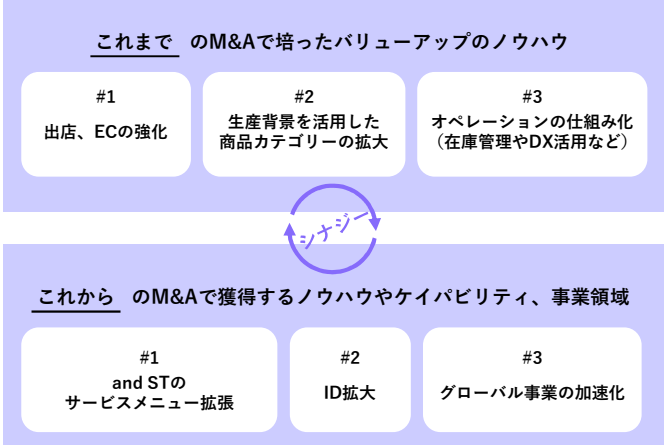 これまで のM&Aで培ったバリューアップのノウハウ
#1
出店、ECの強化
#2
生産背景を活用した
商品カテゴリーの拡大
#3
オペレーションの仕組み化
（在庫管理やDX活用など）
シナジー
これから のM&Aで獲得するノウハウやケイパビリティ、事業領域
#1
and STの
サービスメニュー拡張
#2
ID拡大
#3
グローバル事業の加速化